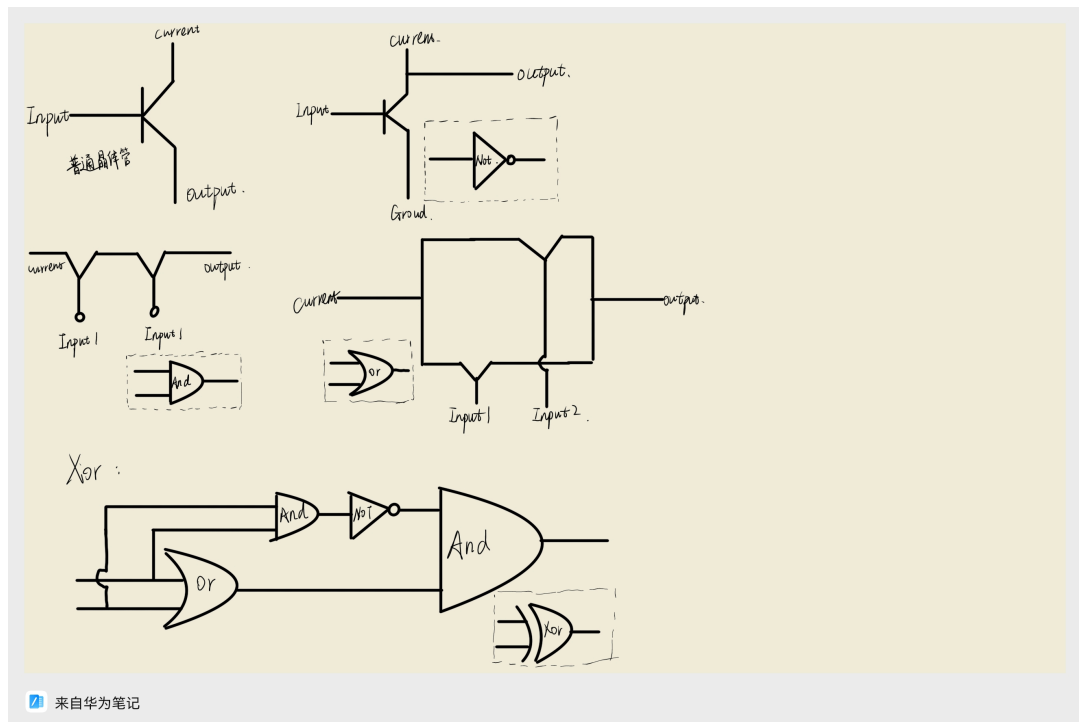 Current
Input
普通晶体管
Output.
Current.
Output.
Input
Not.
Groud.
current
output.
Input 1
Input 1
And
Current
Output.
or
Input 1
Input 2.
Xor :
And
NoT
And
Or
Xor
来自华为笔记